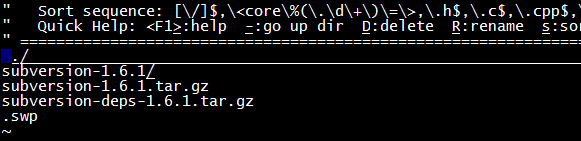 "   Sort sequence: [\/]$,\<core\%(\.\d\+\)\=\>,\.h$,\.c$,\.cpp$,
"   Quick Help: <F1>:help  -:go up dir  D:delete  R:rename  s:so
" ==============================================================
../
subversion-1.6.1/
subversion-1.6.1.tar.gz
subversion-deps-1.6.1.tar.gz
.swp
~